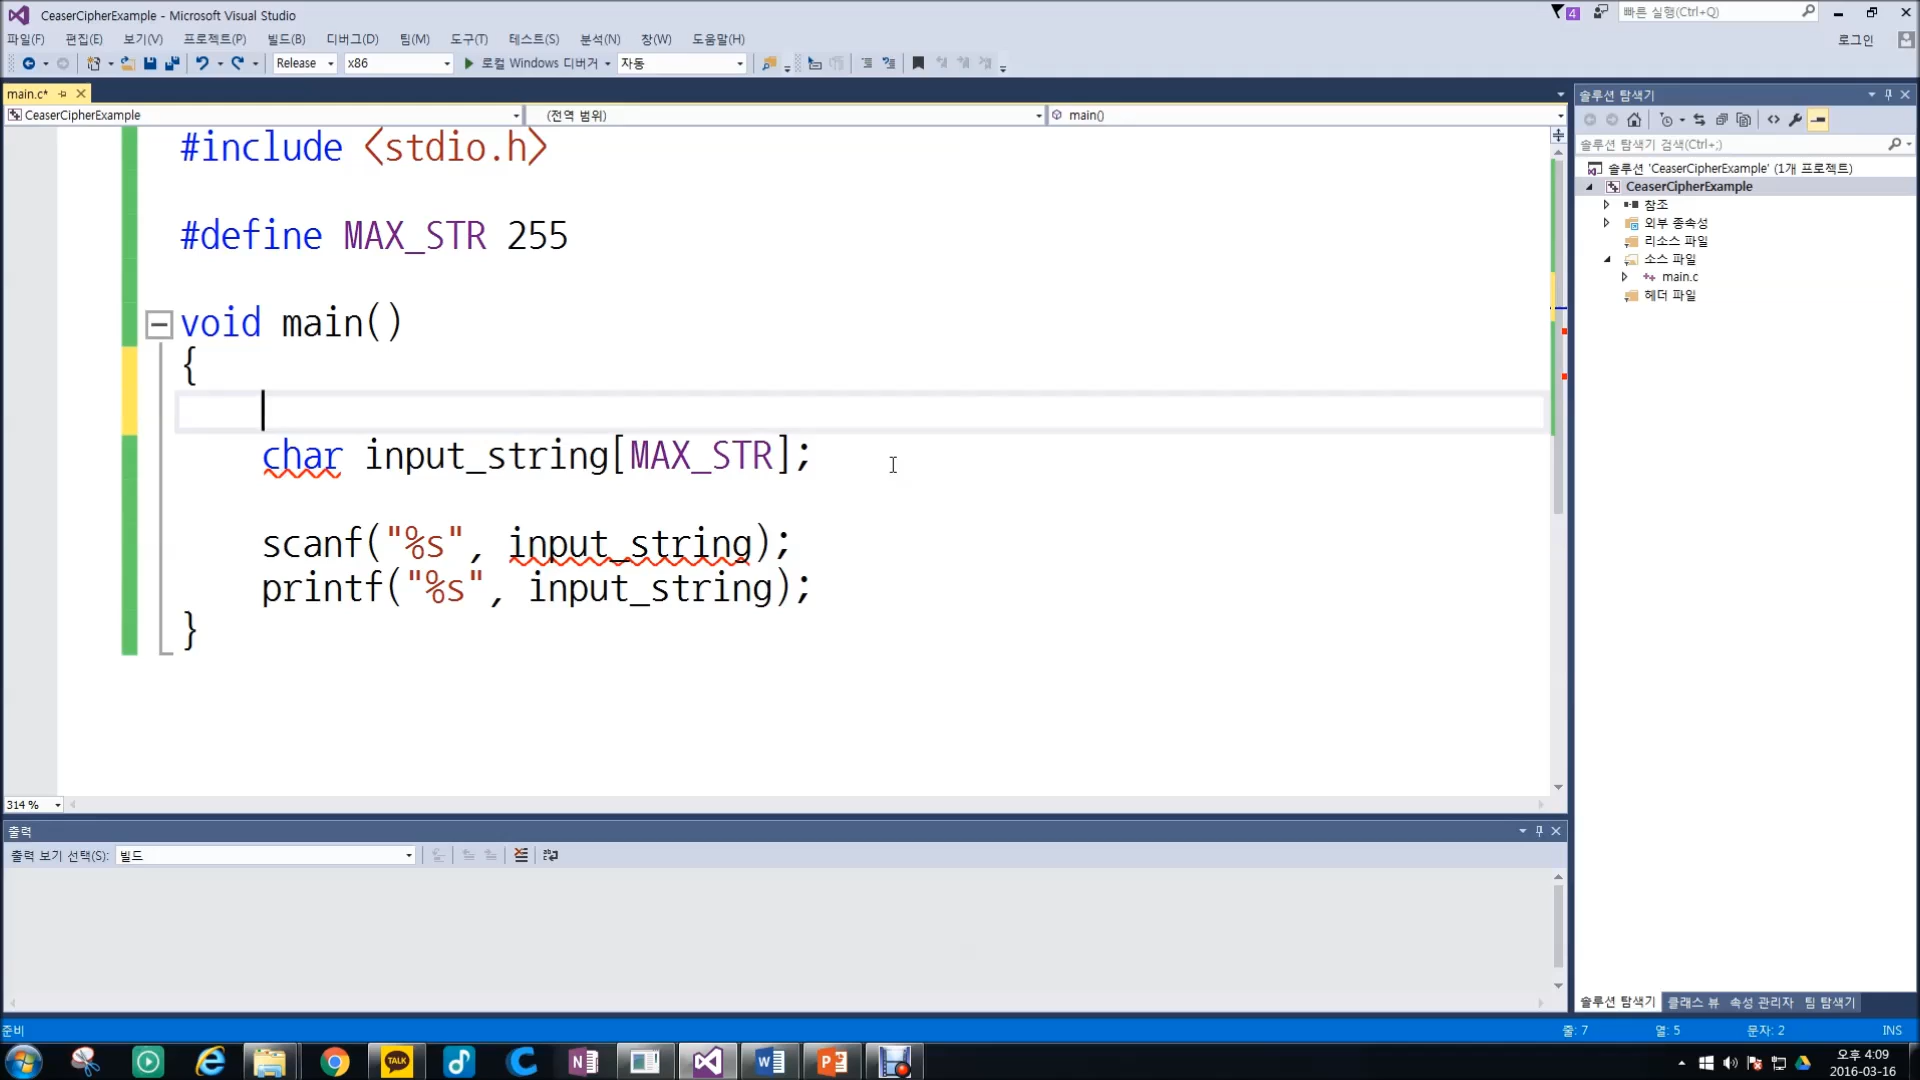 CeaserCipherExample - Microsoft Visual Studio
4
빠른 실행(Ctrl+Q)
파일(F) 편집(E) 보기(V) 프로젝트(P) 빌드(B) 디버그(D) 팀(M) 도구(T) 테스트(S) 분석(N) 창(W) 도움말(H)
로그인
Release x86 로컬 Windows 디버거 자동
main.c*
CeaserCipherExample (전역 범위) main()
#include <stdio.h>
#define MAX_STR 255
void main()
{
char input_string[MAX_STR];
scanf("%s", input_string);
printf("%s", input_string);
}
314 %
출력
출력 보기 선택(S): 빌드
솔루션 탐색기
솔루션 탐색기 검색(Ctrl+;)
솔루션 'CeaserCipherExample' (1개 프로젝트)
CeaserCipherExample
참조
외부 종속성
리소스 파일
소스 파일
main.c
헤더 파일
솔루션 탐색기 클래스 뷰 속성 관리자 팀 탐색기
준비 줄: 7 열: 5 문자: 2 INS
TALK
오후 4:09
2016-03-16